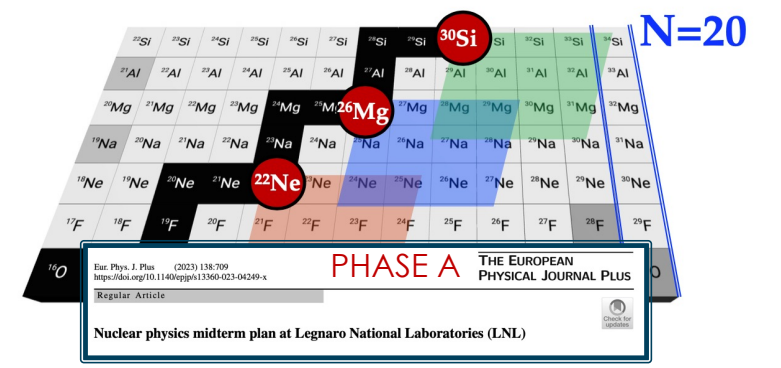 ²²Si ²³Si ²⁴Si ²⁵Si ²⁶Si ²⁷Si ²⁸Si ²⁹Si ³⁰Si Si ³²Si ³³Si ³⁴Si N=20
²¹Al ²²Al ²³Al ²⁴Al ²⁵Al ²⁶Al ²⁷Al ²⁸Al ²⁹Al ³⁰Al ³¹Al ³²Al ³³Al
²⁰Mg ²¹Mg ²²Mg ²³Mg ²⁴Mg ²⁵M ²⁶Mg ²⁷Mg ²⁸Mg ²⁹Mg ³⁰Mg ³¹Mg ³²Mg
¹⁹Na ²⁰Na ²¹Na ²²Na ²³Na ²⁴Na ²⁵Na ²⁶Na ²⁷Na ²⁸Na ²⁹Na ³⁰Na ³¹Na
¹⁸Ne ¹⁹Ne ²⁰Ne ²¹Ne ²²Ne ²³Ne ²⁴Ne ²⁵Ne ²⁶Ne ²⁷Ne ²⁸Ne ²⁹Ne ³⁰Ne
¹⁷F ¹⁸F ¹⁹F ²⁰F ²¹F ²²F ²³F ²⁴F ²⁵F ²⁶F ²⁷F ²⁸F ²⁹F
¹⁶O O
Eur. Phys. J. Plus (2023) 138:709
https://doi.org/10.1140/epjp/s13360-023-04249-x
PHASE A
THE EUROPEAN
PHYSICAL JOURNAL PLUS
Regular Article
Check for
updates
Nuclear physics midterm plan at Legnaro National Laboratories (LNL)